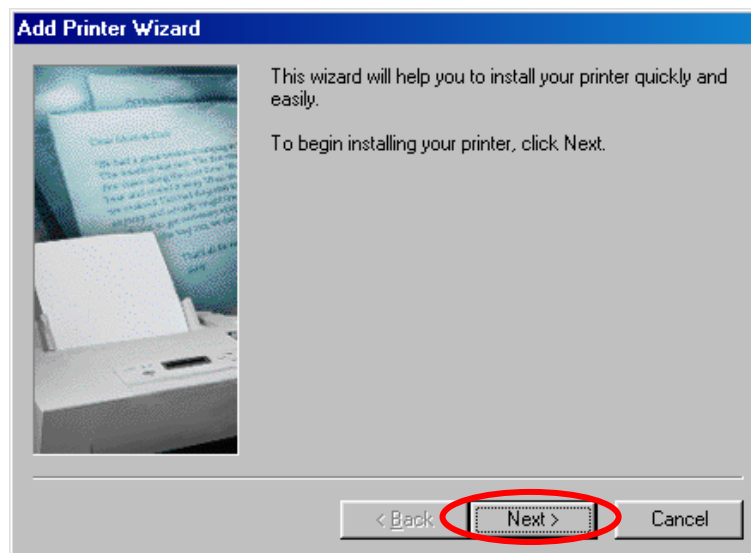 Add Printer Wizard
This wizard will help you to install your printer quickly and
easily.
To begin installing your printer, click Next.
< Back
Next >
Cancel